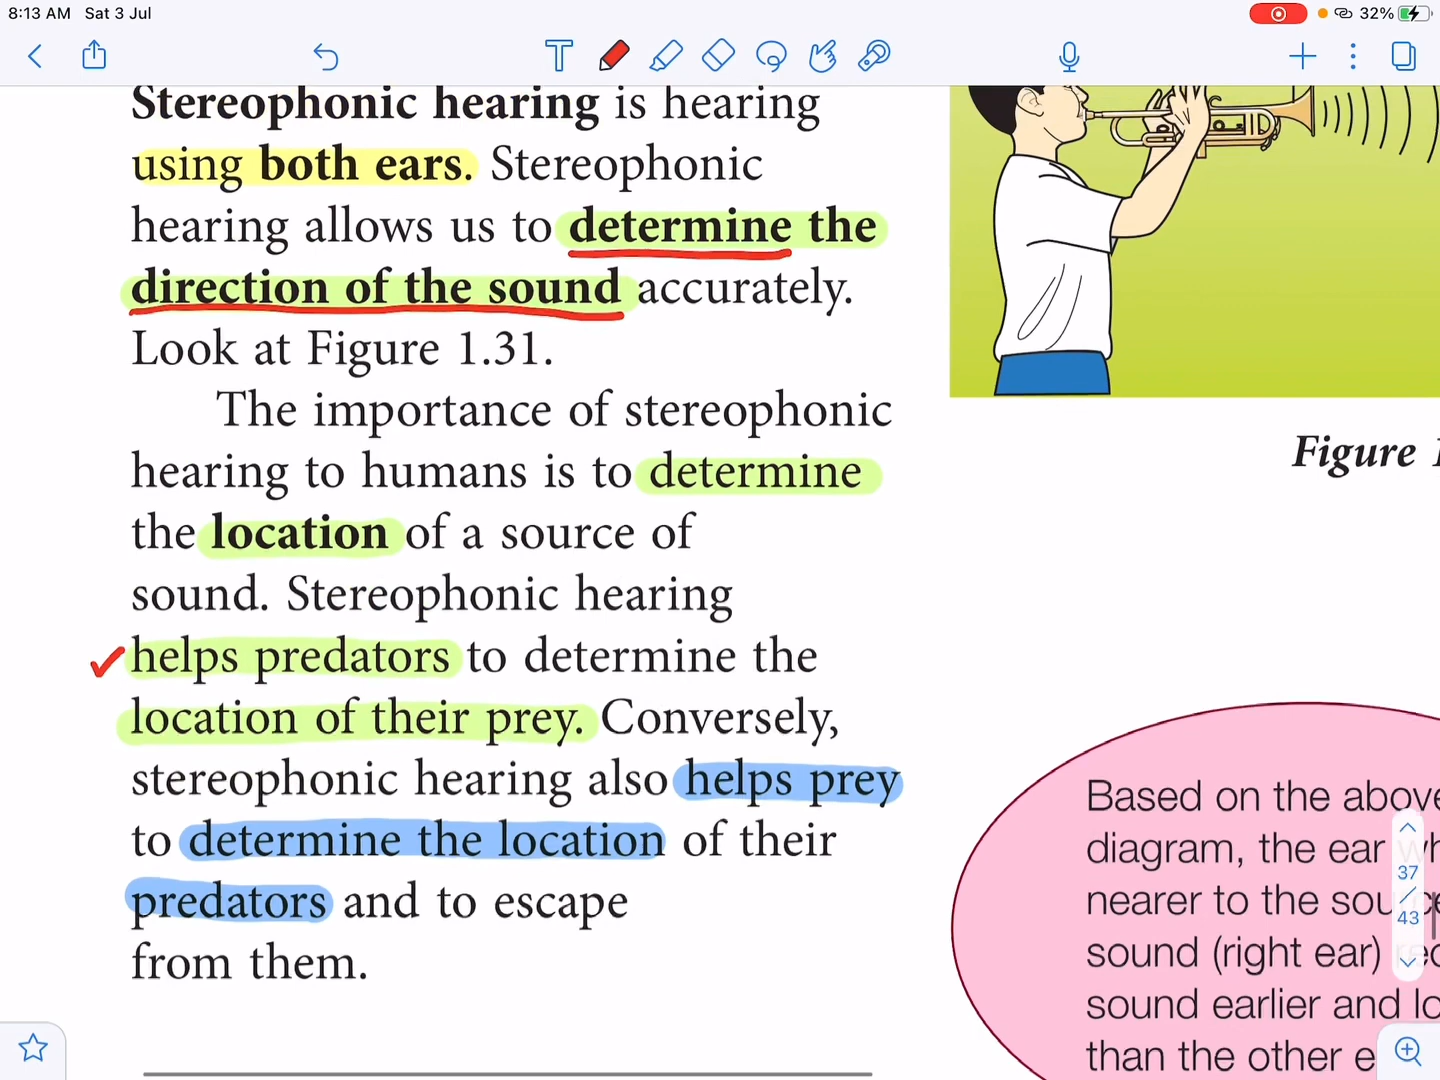 8:13 AM Sat 3 Jul
32%
Stereophonic hearing is hearing
using both ears. Stereophonic
hearing allows us to determine the
direction of the sound accurately.
Look at Figure 1.31.
The importance of stereophonic
hearing to humans is to determine
the location of a source of
sound. Stereophonic hearing
helps predators to determine the
location of their prey. Conversely,
stereophonic hearing also helps prey
to determine the location of their
predators and to escape
from them.
Figure
Based on the above
diagram, the ear
nearer to the
sound (right ear)
sound earlier and
than the other
37
43